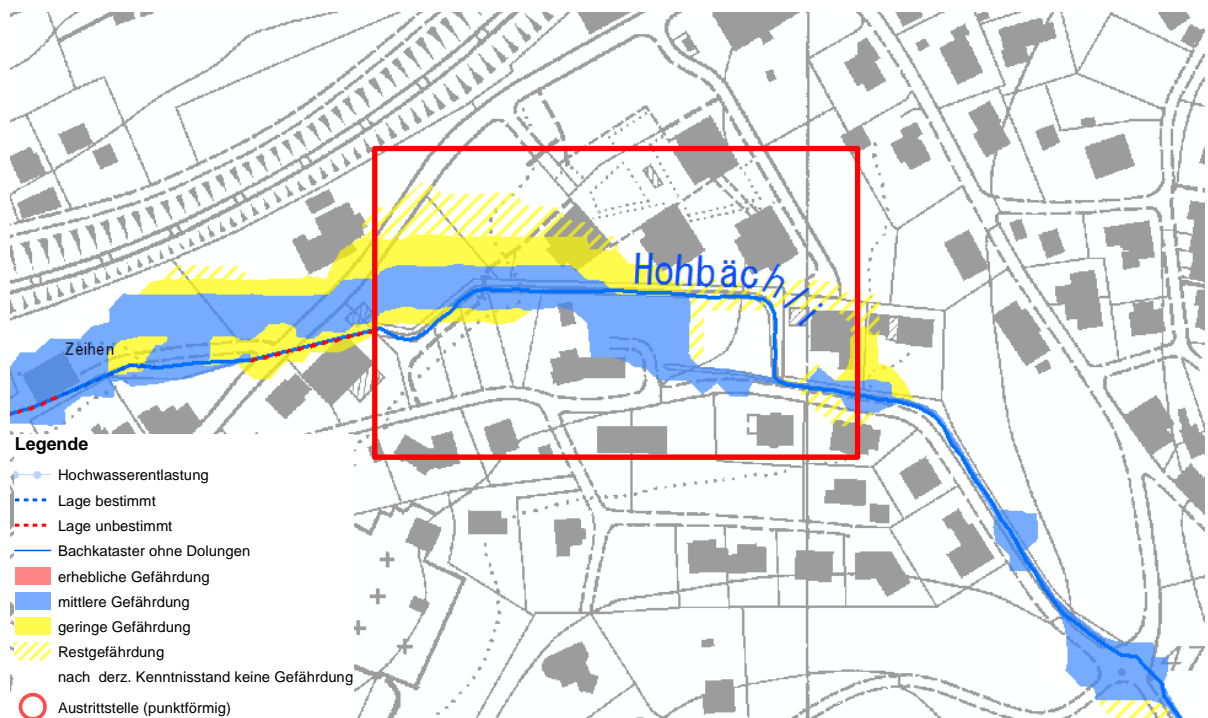 Hohbächli
Zeihen
47
Legende
Hochwasserentlastung
Lage bestimmt
Lage unbestimmt
Bachkataster ohne Dolungen
erhebliche Gefährdung
mittlere Gefährdung
geringe Gefährdung
Restgefährdung
nach derz. Kenntnisstand keine Gefährdung
Austrittstelle (punktförmig)